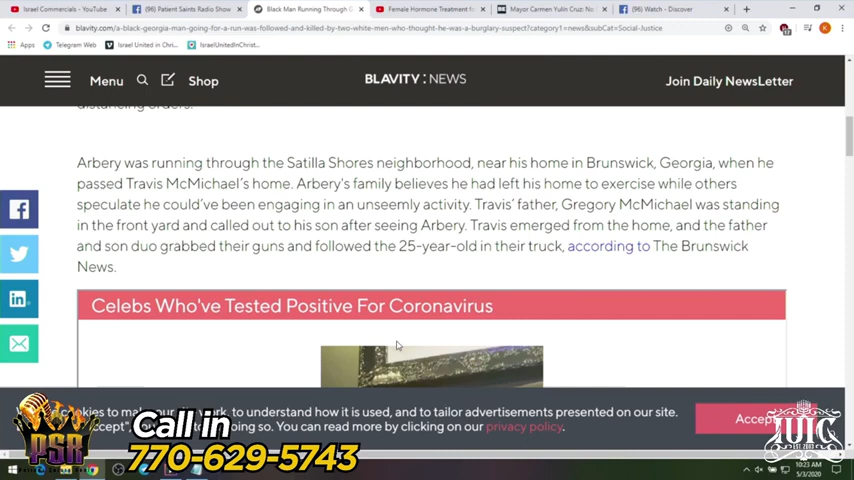 Israel Commercials - YouTube
(96) Patient Saints Radio Show
Black Man Running Through G
Female Hormone Treatment fo
Mayor Carmen Yulín Cruz: No
(96) Watch - Discover
blavity.com/a-black-georgia-man-going-for-a-run-was-followed-and-killed-by-two-white-men-who-thought-he-was-a-burglary-suspect?category1=news&subCat=Social-Justice
Apps
Telegram Web
Israel United in Chr...
IsraelUnitedInChrist...
Menu
Shop
BLAVITY : NEWS
Join Daily NewsLetter
distancing orders.
Arbery was running through the Satilla Shores neighborhood, near his home in Brunswick, Georgia, when he
passed Travis McMichael's home. Arbery's family believes he had left his home to exercise while others
speculate he could've been engaging in an unseemly activity. Travis' father, Gregory McMichael was standing
in the front yard and called out to his son after seeing Arbery. Travis emerged from the home, and the father
and son duo grabbed their guns and followed the 25-year-old in their truck, according to The Brunswick
News.
Celebs Who've Tested Positive For Coronavirus
cookies to make our site work, to understand how it is used, and to tailor advertisements presented on our site.
doing so. You can read more by clicking on our privacy policy.
Accept
PSR
Call in
770-629-5743
IUIC
10:23 AM
5/3/2020